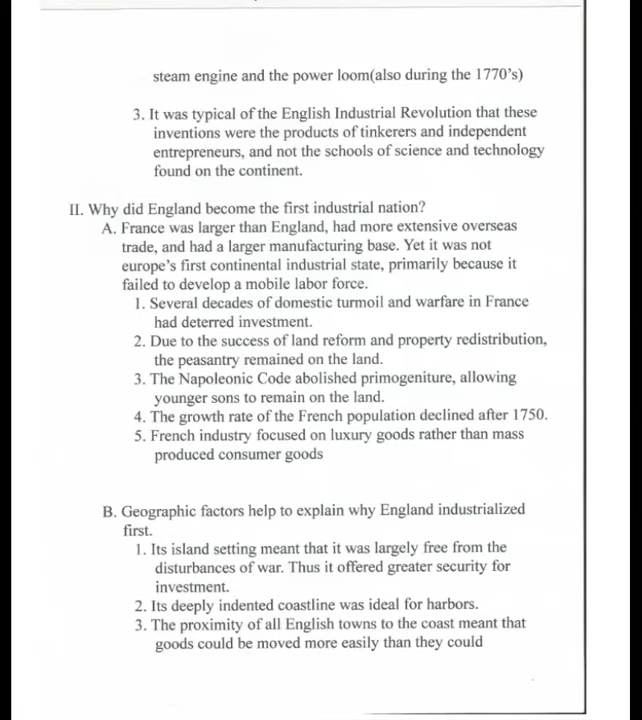 steam engine and the power loom(also during the 1770's)
3. It was typical of the English Industrial Revolution that these
inventions were the products of tinkerers and independent
entrepreneurs, and not the schools of science and technology
found on the continent.
II. Why did England become the first industrial nation?
A. France was larger than England, had more extensive overseas
trade, and had a larger manufacturing base. Yet it was not
europe's first continental industrial state, primarily because it
failed to develop a mobile labor force.
1. Several decades of domestic turmoil and warfare in France
had deterred investment.
2. Due to the success of land reform and property redistribution,
the peasantry remained on the land.
3. The Napoleonic Code abolished primogeniture, allowing
younger sons to remain on the land.
4. The growth rate of the French population declined after 1750.
5. French industry focused on luxury goods rather than mass
produced consumer goods
B. Geographic factors help to explain why England industrialized
first.
1. Its island setting meant that it was largely free from the
disturbances of war. Thus it offered greater security for
investment.
2. Its deeply indented coastline was ideal for harbors.
3. The proximity of all English towns to the coast meant that
goods could be moved more easily than they could